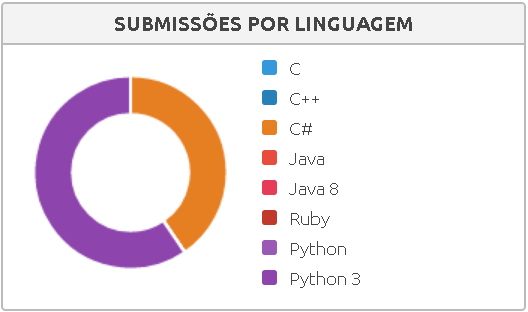 SUBMISSÕES POR LINGUAGEM
C
C++
C#
Java
Java 8
Ruby
Python
Python 3